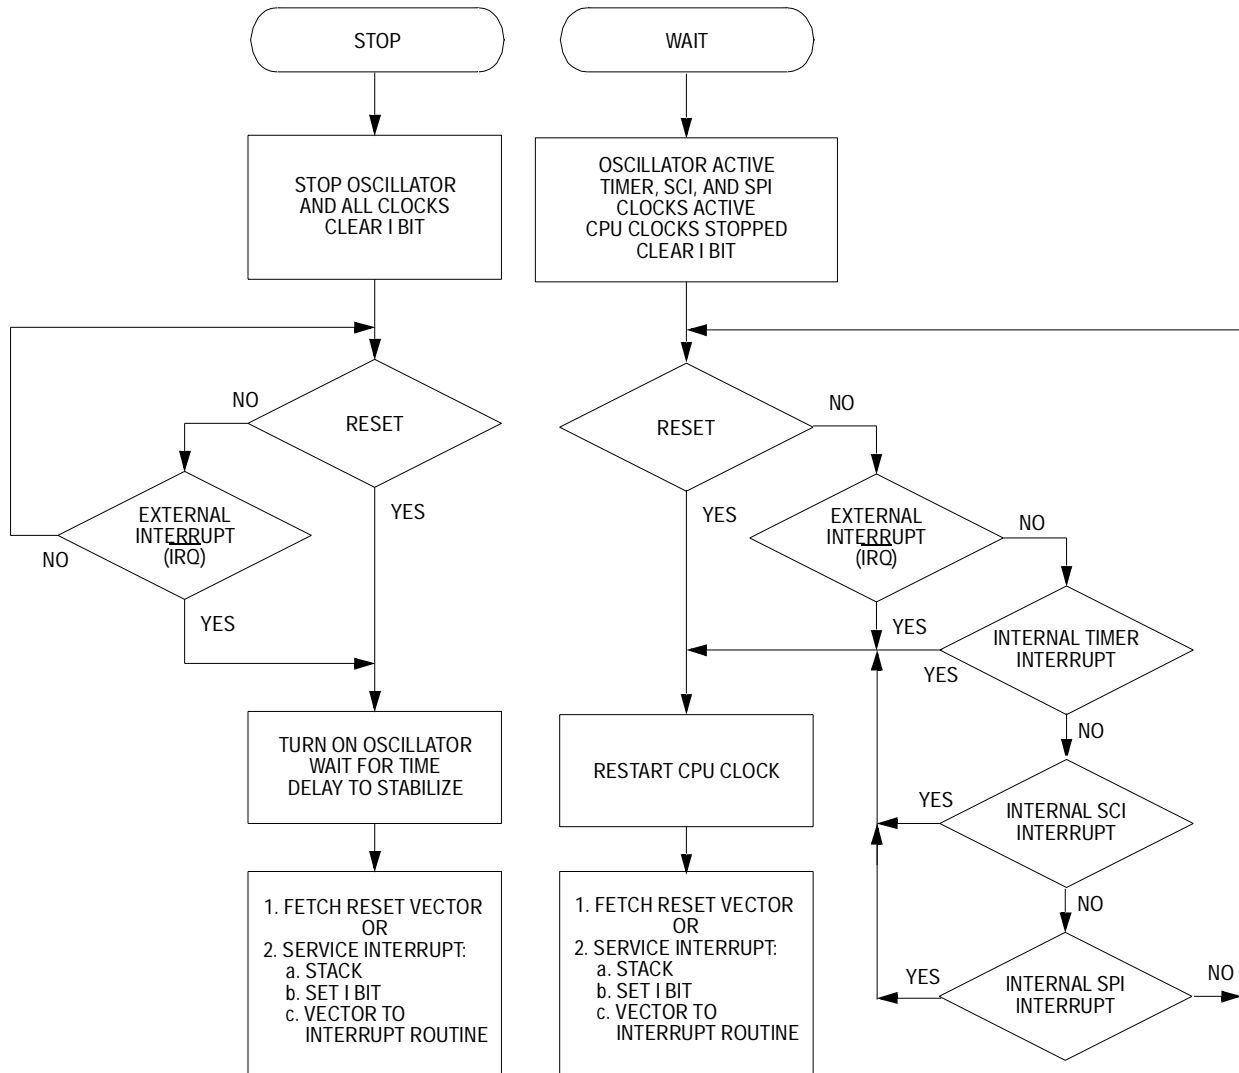 STOP
STOP OSCILLATOR
AND ALL CLOCKS
CLEAR I BIT
RESET
NO
YES
EXTERNAL
INTERRUPT
(IRQ)
NO
YES
TURN ON OSCILLATOR
WAIT FOR TIME
DELAY TO STABILIZE
1. FETCH RESET VECTOR
OR
2. SERVICE INTERRUPT:
a. STACK
b. SET I BIT
c. VECTOR TO
INTERRUPT ROUTINE
WAIT
OSCILLATOR ACTIVE
TIMER, SCI, AND SPI
CLOCKS ACTIVE
CPU CLOCKS STOPPED
CLEAR I BIT
RESET
NO
YES
EXTERNAL
INTERRUPT
(IRQ)
NO
YES
INTERNAL TIMER
INTERRUPT
YES
NO
INTERNAL SCI
INTERRUPT
YES
NO
INTERNAL SPI
INTERRUPT
YES
NO
RESTART CPU CLOCK
1. FETCH RESET VECTOR
OR
2. SERVICE INTERRUPT:
a. STACK
b. SET I BIT
c. VECTOR TO
INTERRUPT ROUTINE